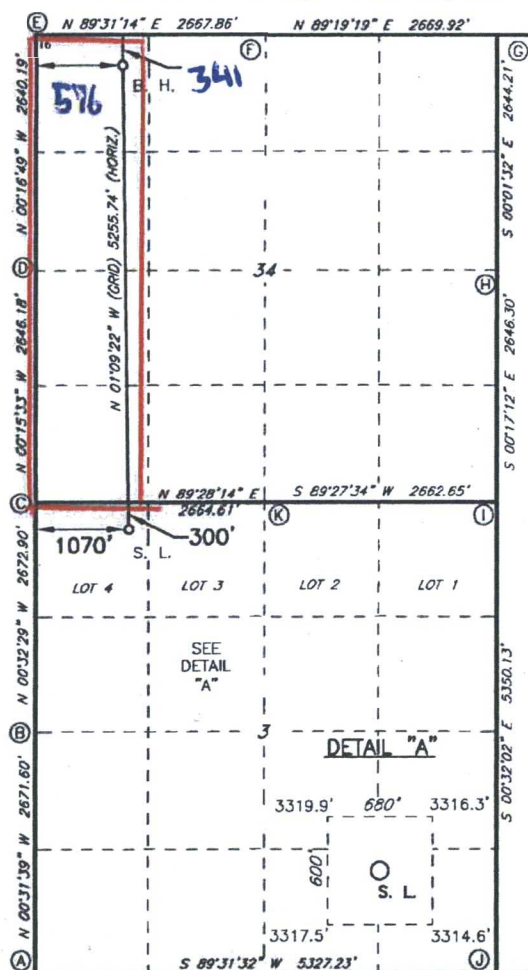 E N 89°31'14" E 2667.86' F N 89°19'19" E 2669.92' G
16
576
B. H. 341
N 00°16'49" W 2640.19'
N 01°09'22" W (GRID) 5255.74' (HORIZ.)
S 00°01'32" E 2644.21'
D 34 H
N 00°15'33" W 2646.18'
S 00°17'12" E 2646.30'
C N 89°28'14" E 2664.61' K S 89°27'34" W 2662.65' I
1070' S. L. 300'
LOT 4 LOT 3 LOT 2 LOT 1
N 00°32'29" W 2672.90'
SEE
DETAIL
"A"
B 3
S 00°32'02" E 5350.13'
DETAIL "A"
3319.9' 680' 3316.3'
600'
S. L.
3317.5' 3314.6'
N 00°31'39" W 2671.60'
A S 89°31'32" W 5327.23' J